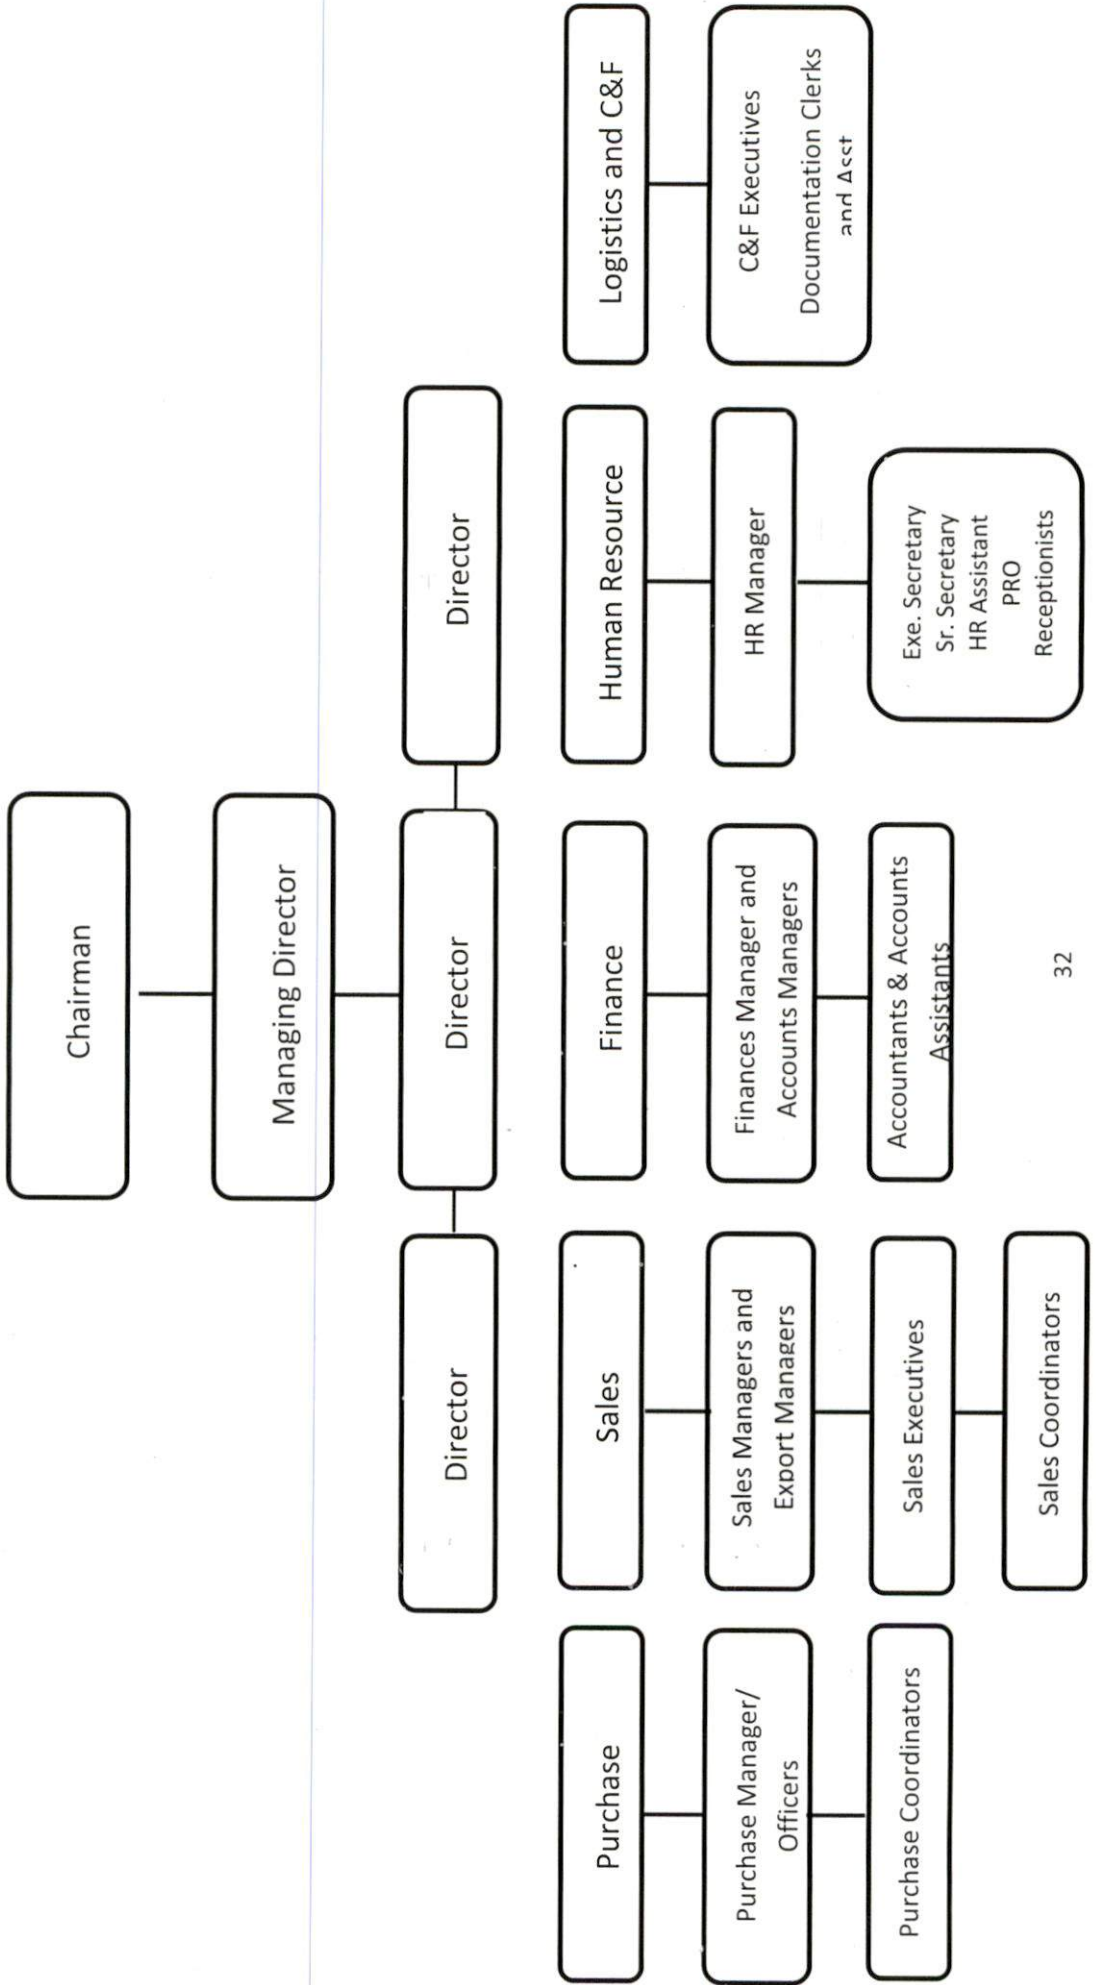 Chairman
Managing Director
Director
Director
Director
Purchase
Sales
Finance
Human Resource
Logistics and C&F
Purchase Manager/
Officers
Sales Managers and
Export Managers
Finances Manager and
Accounts Managers
HR Manager
C&F Executives
Documentation Clerks
and Asst
Purchase Coordinators
Sales Executives
Accountants & Accounts
Assistants
Exe. Secretary
Sr. Secretary
HR Assistant
PRO
Receptionists
Sales Coordinators
32